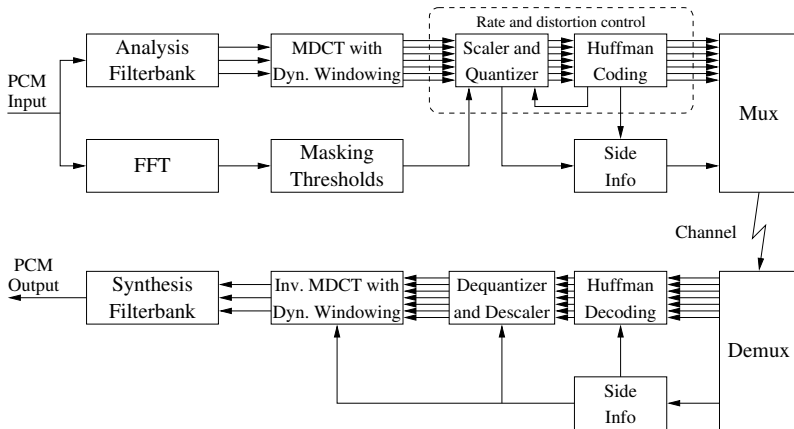 Rate and distortion control
PCM
Input
Analysis
Filterbank
MDCT with
Dyn. Windowing
Scaler and
Quantizer
Huffman
Coding
Mux
FFT
Masking
Thresholds
Side
Info
Channel
PCM
Output
Synthesis
Filterbank
Inv. MDCT with
Dyn. Windowing
Dequantizer
and Descaler
Huffman
Decoding
Demux
Side
Info